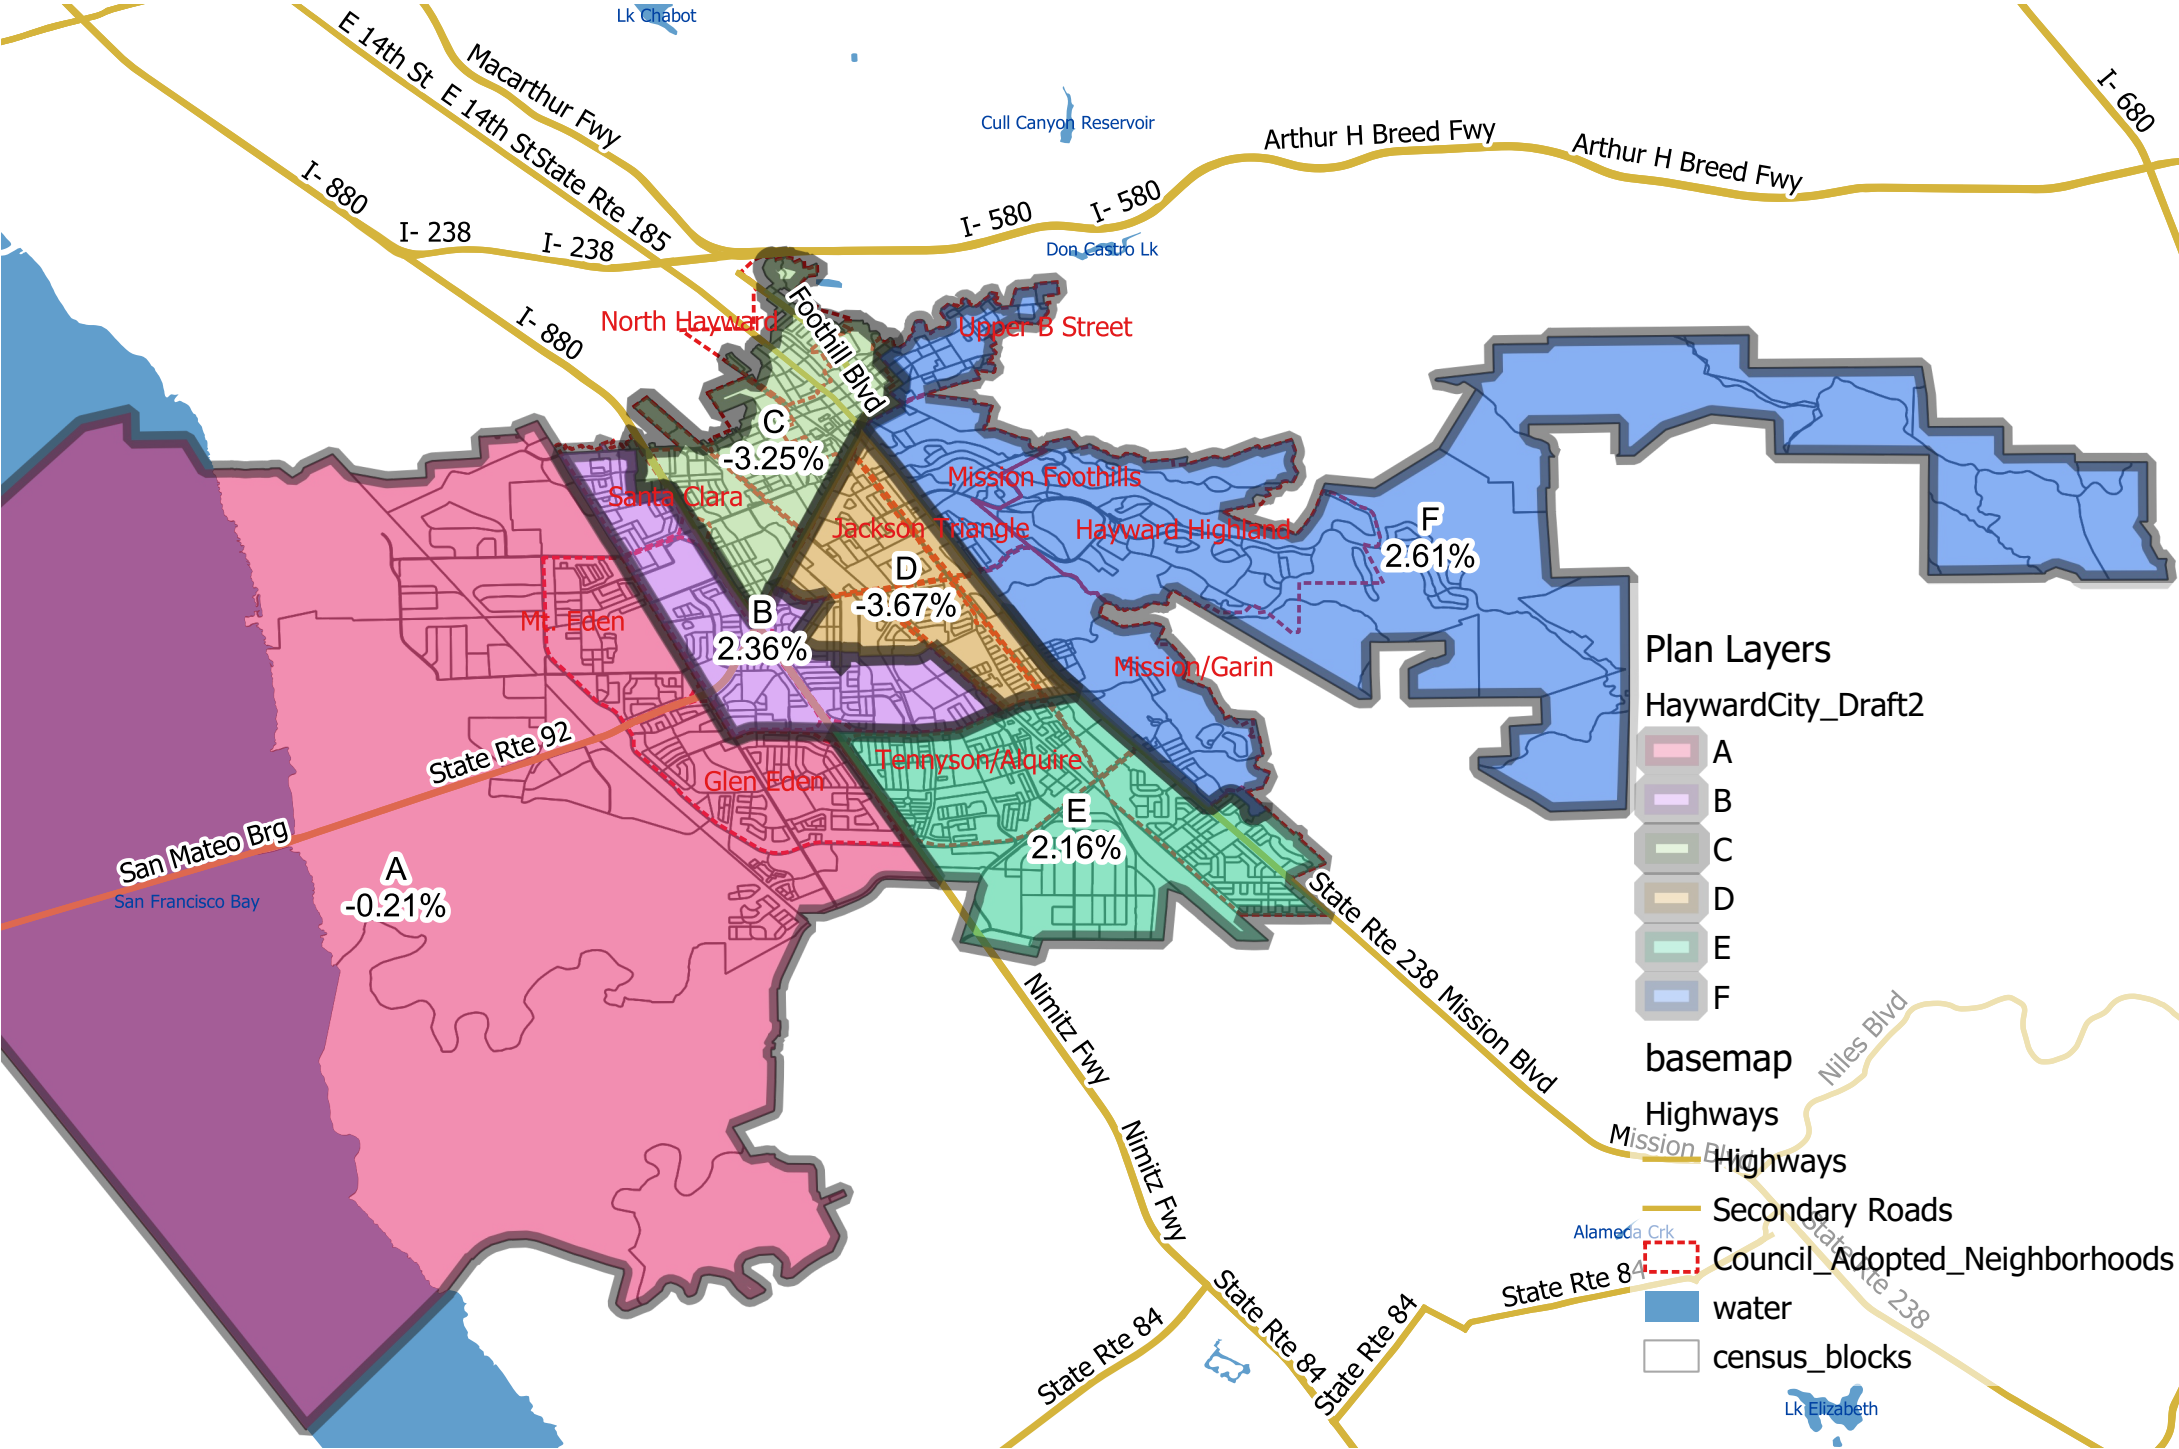 Lk Chabot
E 14th St
E 14th St
State Rte 185
Macarthur Fwy
Cull Canyon Reservoir
Arthur H Breed Fwy
Arthur H Breed Fwy
I- 680
I- 880
I- 238
I- 238
I- 580
I- 580
Don Castro Lk
I- 880
North Hayward
Foothill Blvd
Upper B Street
C
-3.25%
Santa Clara
Mission Foothills
Jackson Triangle
Hayward Highland
F
2.61%
D
-3.67%
B
2.36%
Mt. Eden
Mission/Garin
State Rte 92
Glen Eden
Tennyson/Alquire
E
2.16%
San Mateo Brg
San Francisco Bay
A
-0.21%
State Rte 238
Mission Blvd
Nimitz Fwy
Nimitz Fwy
Niles Blvd
Mission Blvd
State Rte 238
Alameda Crk
State Rte 84
State Rte 84
State Rte 84
State Rte 84
Lk Elizabeth
Plan Layers
HaywardCity_Draft2
A
B
C
D
E
F
basemap
Highways
Highways
Secondary Roads
Council_Adopted_Neighborhoods
water
census_blocks